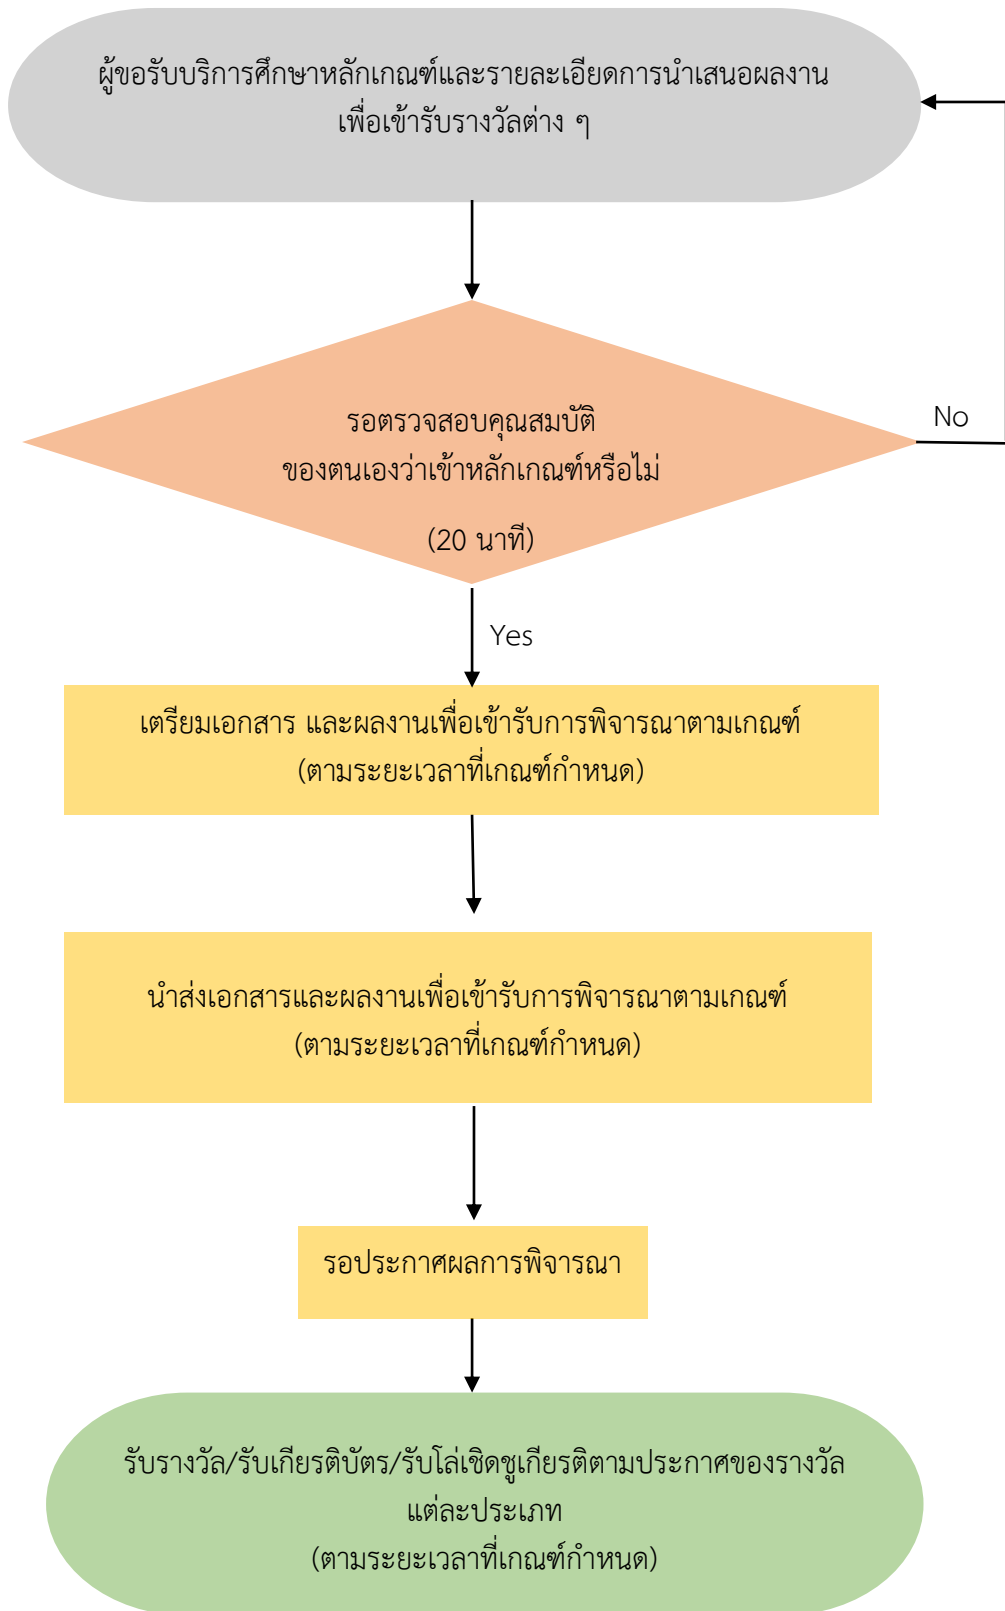 ผู้ขอรับบริการศึกษาหลักเกณฑ์และรายละเอียดการนำเสนอผลงาน
เพื่อเข้ารับรางวัลต่าง ๆ
รอตรวจสอบคุณสมบัติ
ของตนเองว่าเข้าหลักเกณฑ์หรือไม่
(20 นาที)
No
Yes
เตรียมเอกสาร และผลงานเพื่อเข้ารับการพิจารณาตามเกณฑ์
(ตามระยะเวลาที่เกณฑ์กำหนด)
นำส่งเอกสารและผลงานเพื่อเข้ารับการพิจารณาตามเกณฑ์
(ตามระยะเวลาที่เกณฑ์กำหนด)
รอประกาศผลการพิจารณา
รับรางวัล/รับเกียรติบัตร/รับโล่เชิดชูเกียรติตามประกาศของรางวัล
แต่ละประเภท
(ตามระยะเวลาที่เกณฑ์กำหนด)